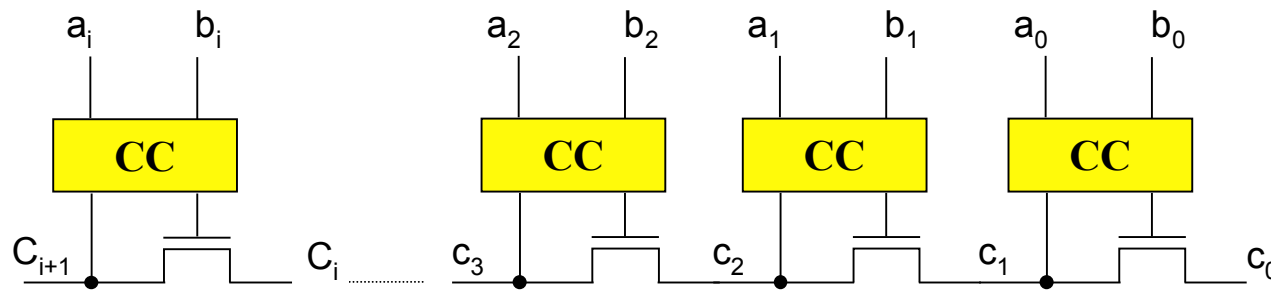 aᵢ bᵢ a₂ b₂ a₁ b₁ a₀ b₀
CC CC CC CC
Cᵢ₊₁ Cᵢ c₃ c₂ c₁ c₀